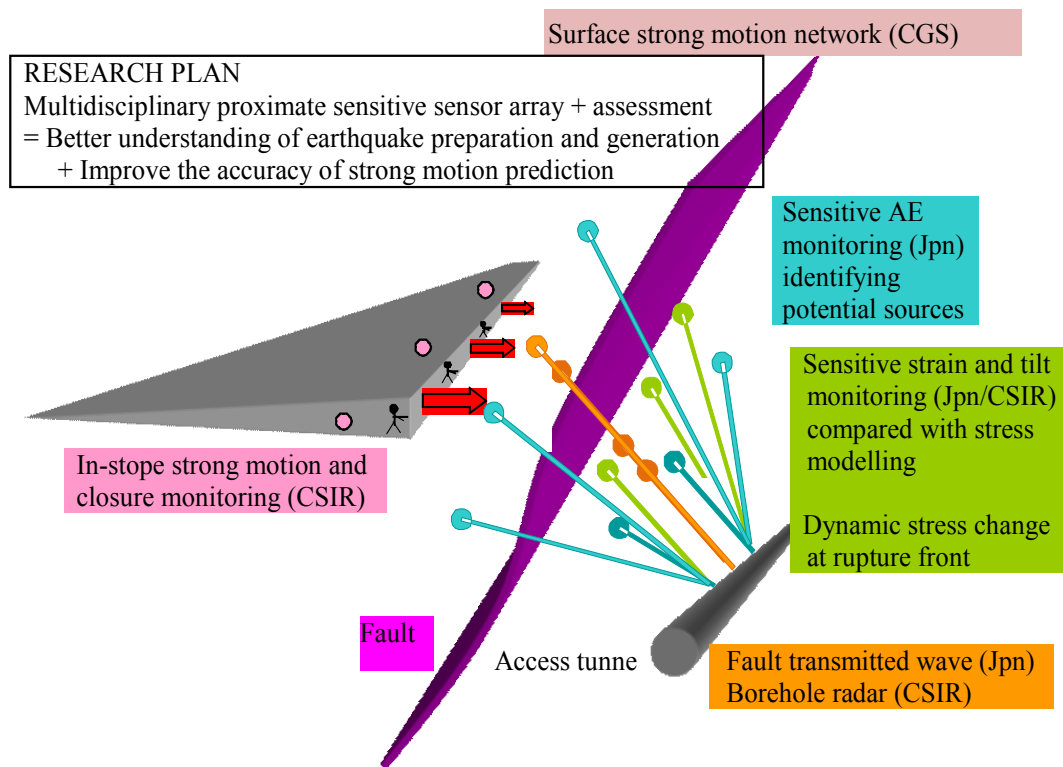 Surface strong motion network (CGS)
RESEARCH PLAN
Multidisciplinary proximate sensitive sensor array + assessment
= Better understanding of earthquake preparation and generation
+ Improve the accuracy of strong motion prediction
Sensitive AE
monitoring (Jpn)
identifying
potential sources
Sensitive strain and tilt
monitoring (Jpn/CSIR)
compared with stress
modelling
Dynamic stress change
at rupture front
In-stope strong motion and
closure monitoring (CSIR)
Fault
Access tunne
Fault transmitted wave (Jpn)
Borehole radar (CSIR)